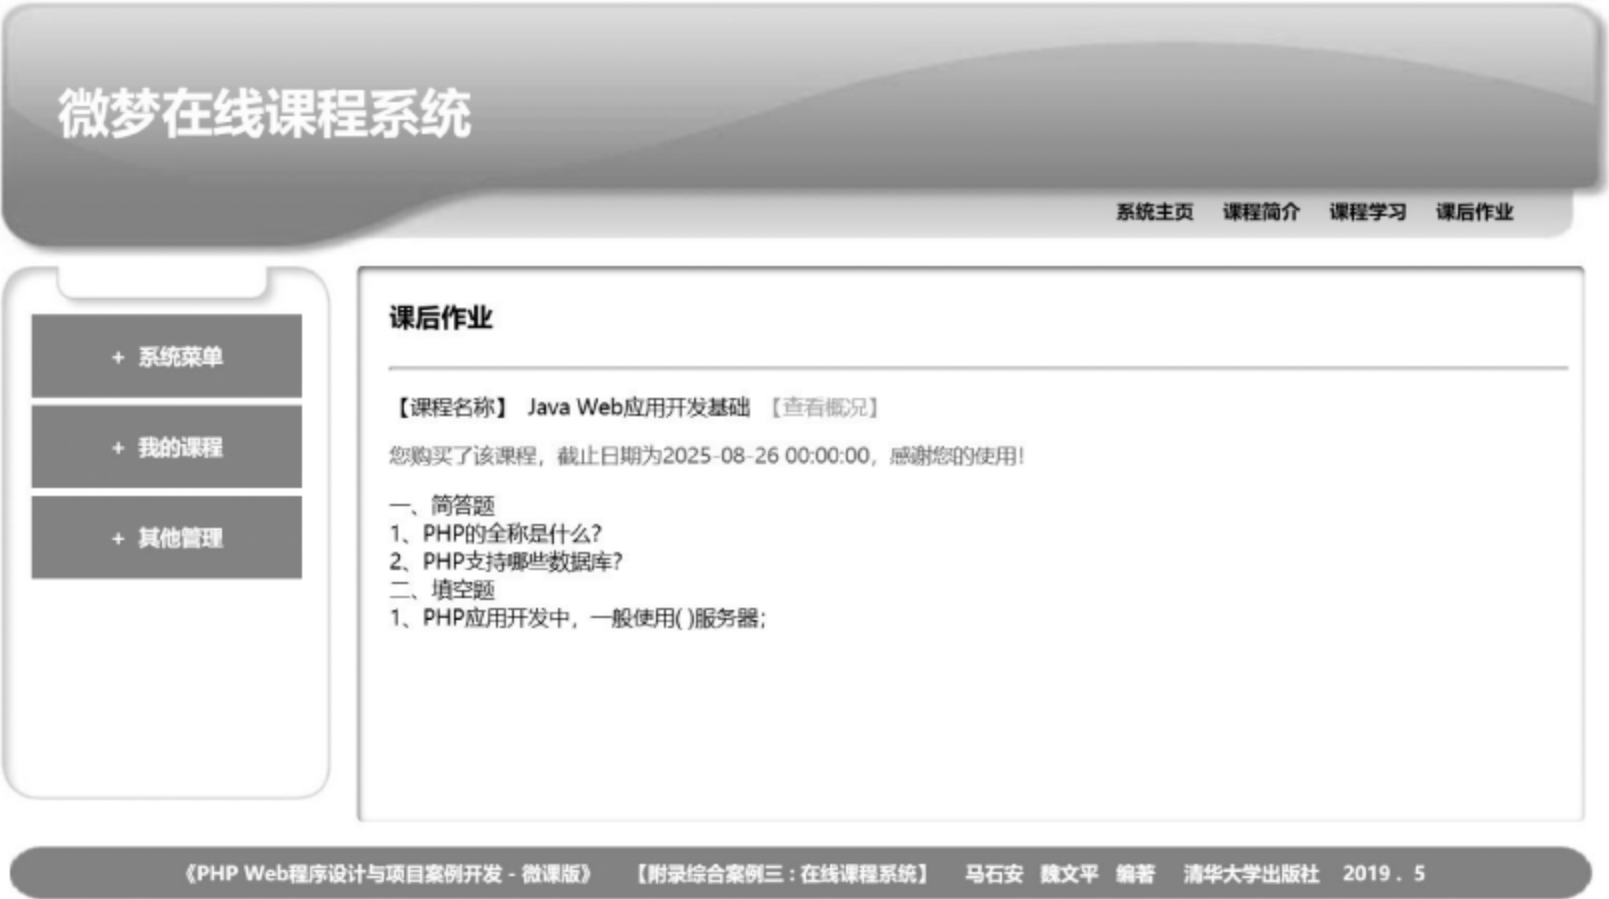 微梦在线课程系统
系统主页 课程简介 课程学习 课后作业
+ 系统菜单
+ 我的课程
+ 其他管理
课后作业
【课程名称】 Java Web应用开发基础 【查看概况】
您购买了该课程，截止日期为2025-08-26 00:00:00，感谢您的使用！
一、简答题
1、PHP的全称是什么?
2、PHP支持哪些数据库?
二、填空题
1、PHP应用开发中，一般使用( )服务器;
《PHP Web程序设计与项目案例开发 - 微课版》 【附录综合案例三 : 在线课程系统】 马石安 魏文平 编著 清华大学出版社 2019 . 5